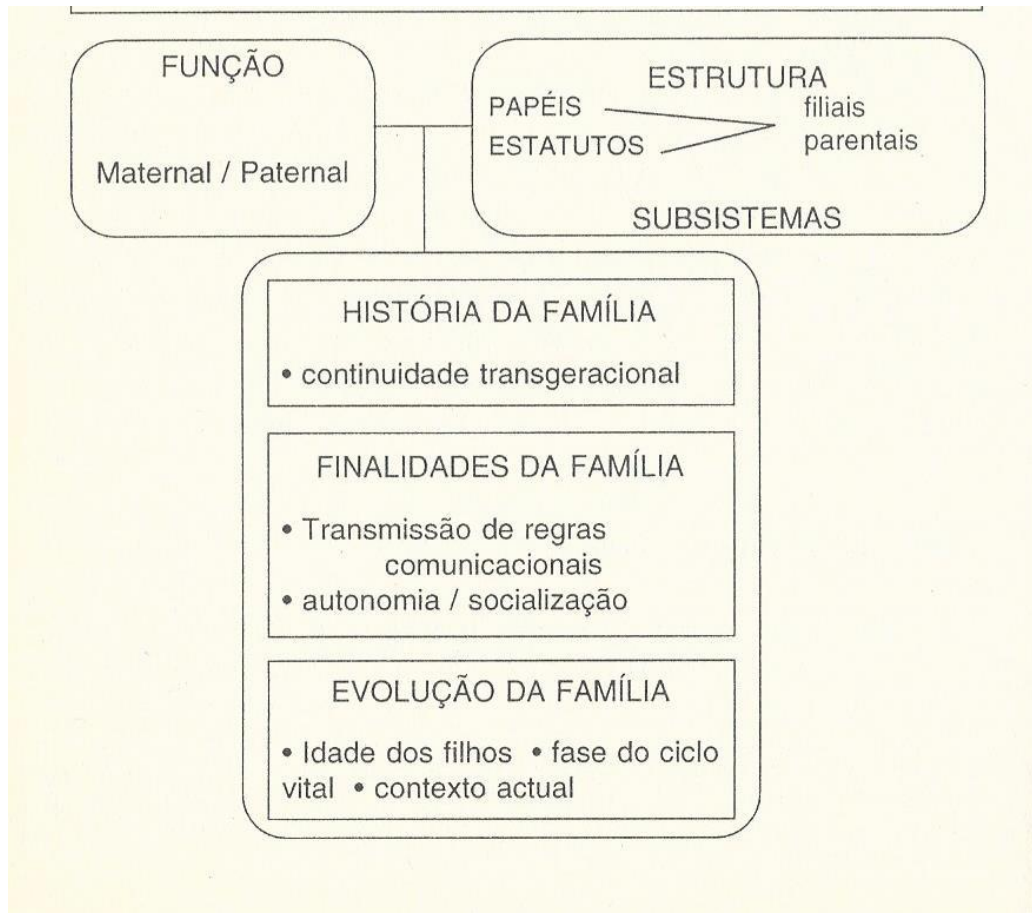 FUNÇÃO
Maternal / Paternal
ESTRUTURA
PAPÉIS filiais
ESTATUTOS parentais
SUBSISTEMAS
HISTÓRIA DA FAMÍLIA
• continuidade transgeracional
FINALIDADES DA FAMÍLIA
• Transmissão de regras
comunicacionais
• autonomia / socialização
EVOLUÇÃO DA FAMÍLIA
• Idade dos filhos • fase do ciclo
vital • contexto actual